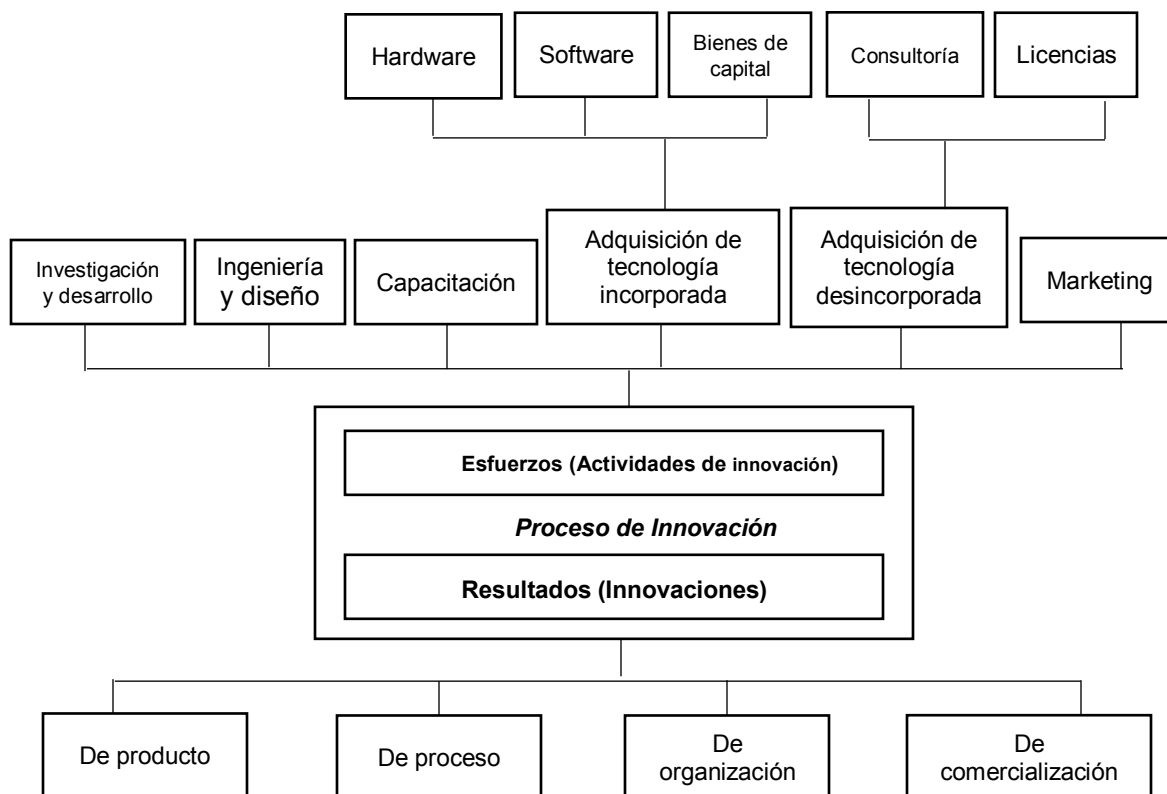 Hardware
Software
Bienes de
capital
Consultoría
Licencias
Investigación
y desarrollo
Ingeniería
y diseño
Capacitación
Adquisición de
tecnología
incorporada
Adquisición de
tecnología
desincorporada
Marketing
Esfuerzos (Actividades de innovación)
Proceso de Innovación
Resultados (Innovaciones)
De producto
De proceso
De
organización
De
comercialización